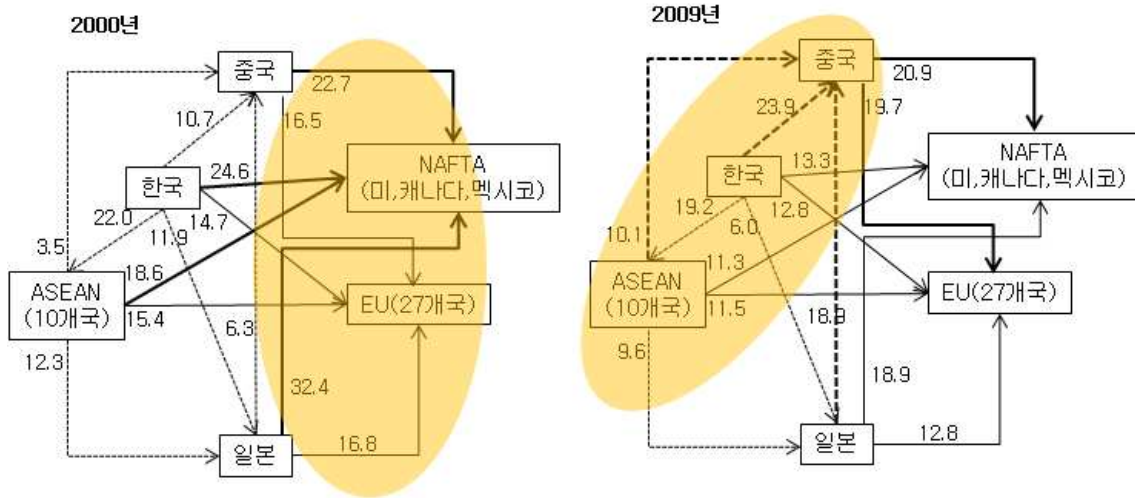 2000년
중국
22.7
10.7
16.5
24.6
NAFTA
(미,캐나다,멕시코)
한국
22.0
14.7
11.9
3.5
18.6
ASEAN
(10개국)
15.4
EU(27개국)
6.3
12.3
32.4
일본
16.8
2009년
중국
20.9
23.9
19.7
13.3
NAFTA
(미,캐나다,멕시코)
한국
19.2
12.8
6.0
10.1
11.3
ASEAN
(10개국)
11.5
EU(27개국)
18.9
9.6
18.9
일본
12.8